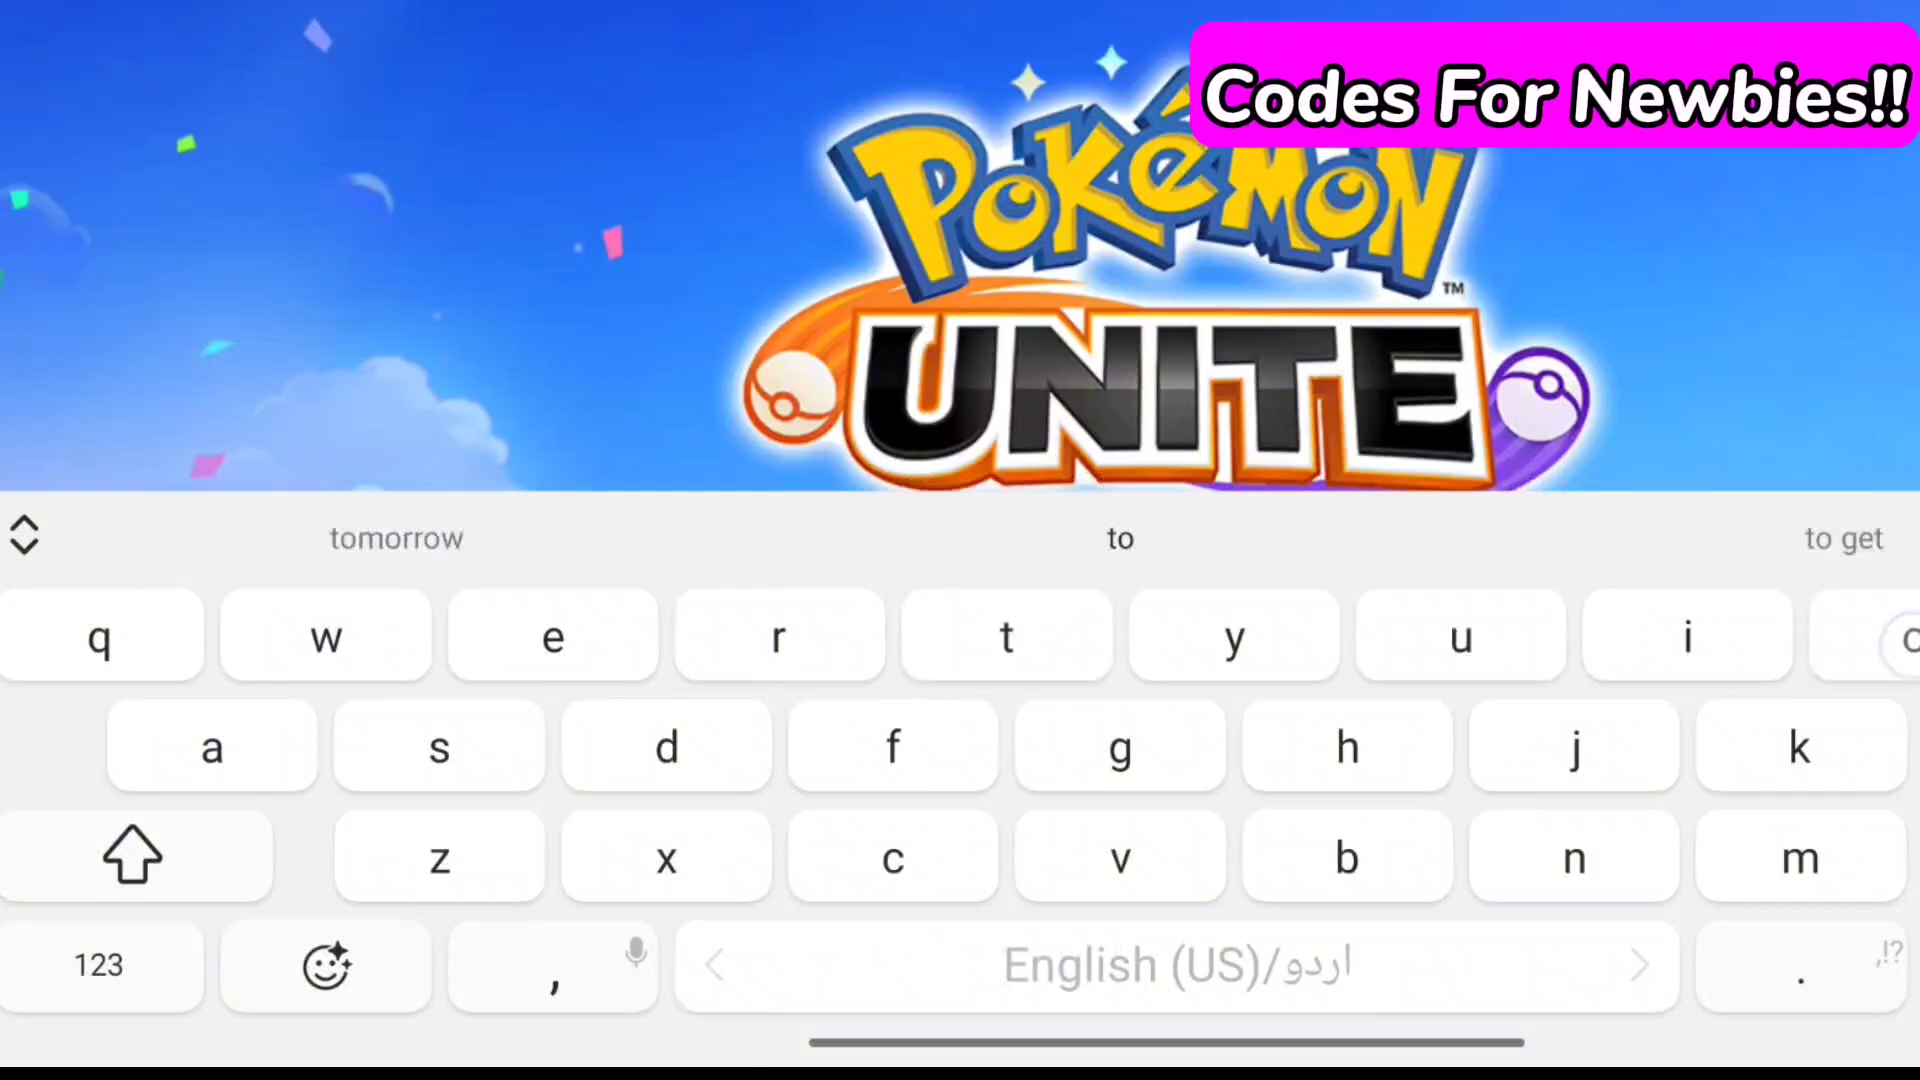 Codes For Newbies!!
POKéMON
TM
UNITE
tomorrow to to get
q w e r t y u i
a s d f g h j k
z x c v b n m
123 , English (US)/اردو . ,!?